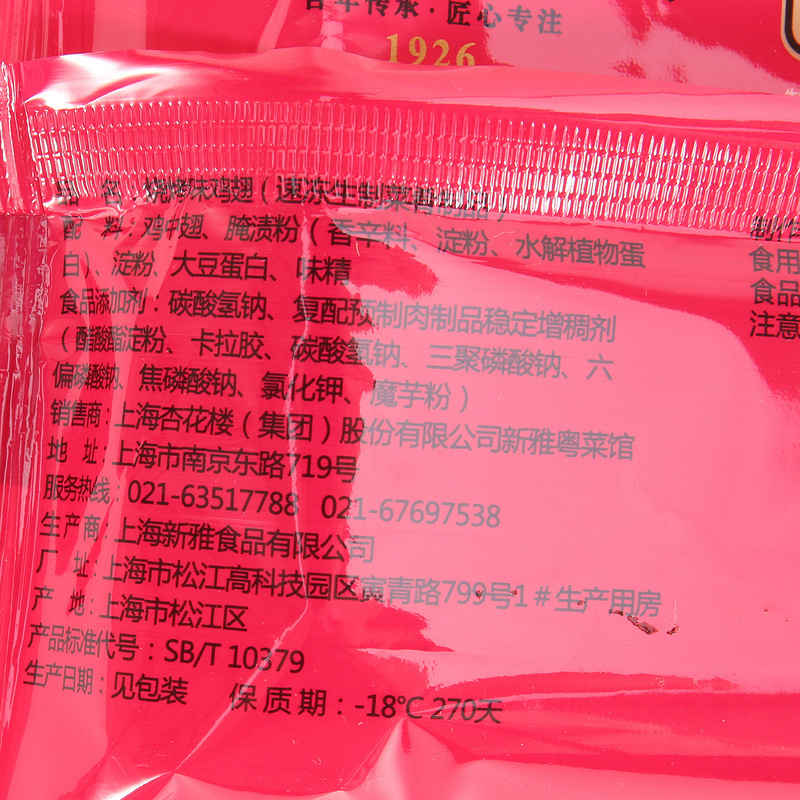 百年传承·匠心专注
1926
品 名：烧烤味鸡翅（速冻生制菜肴制品）
配 料：鸡中翅、腌渍粉（香辛料、淀粉、水解植物蛋
白）、淀粉、大豆蛋白、味精
食品添加剂：碳酸氢钠、复配预制肉制品稳定增稠剂
（醋酸酯淀粉、卡拉胶、碳酸氢钠、三聚磷酸钠、六
偏磷酸钠、焦磷酸钠、氯化钾、魔芋粉）
销售商：上海杏花楼（集团）股份有限公司新雅粤菜馆
地 址：上海市南京东路719号
服务热线：021-63517788 021-67697538
生产商：上海新雅食品有限公司
厂 址：上海市松江高科技园区寅青路799号1#生产用房
产 地：上海市松江区
产品标准代号：SB/T 10379
生产日期：见包装 保质期：-18℃ 270天
制作
食用
食品
注意